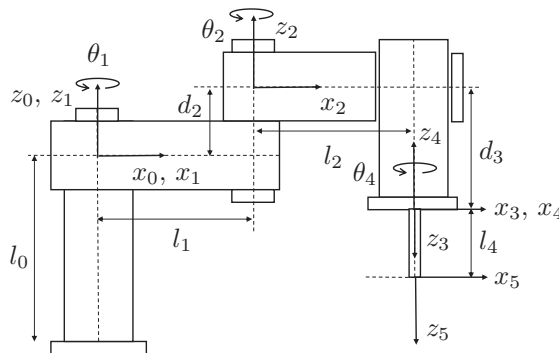 θ₂
z₂
θ₁
z₀, z₁
d₂
x₂
z₄
l₂
d₃
x₀, x₁
θ₄
x₃, x₄
l₁
z₃
l₄
l₀
x₅
z₅